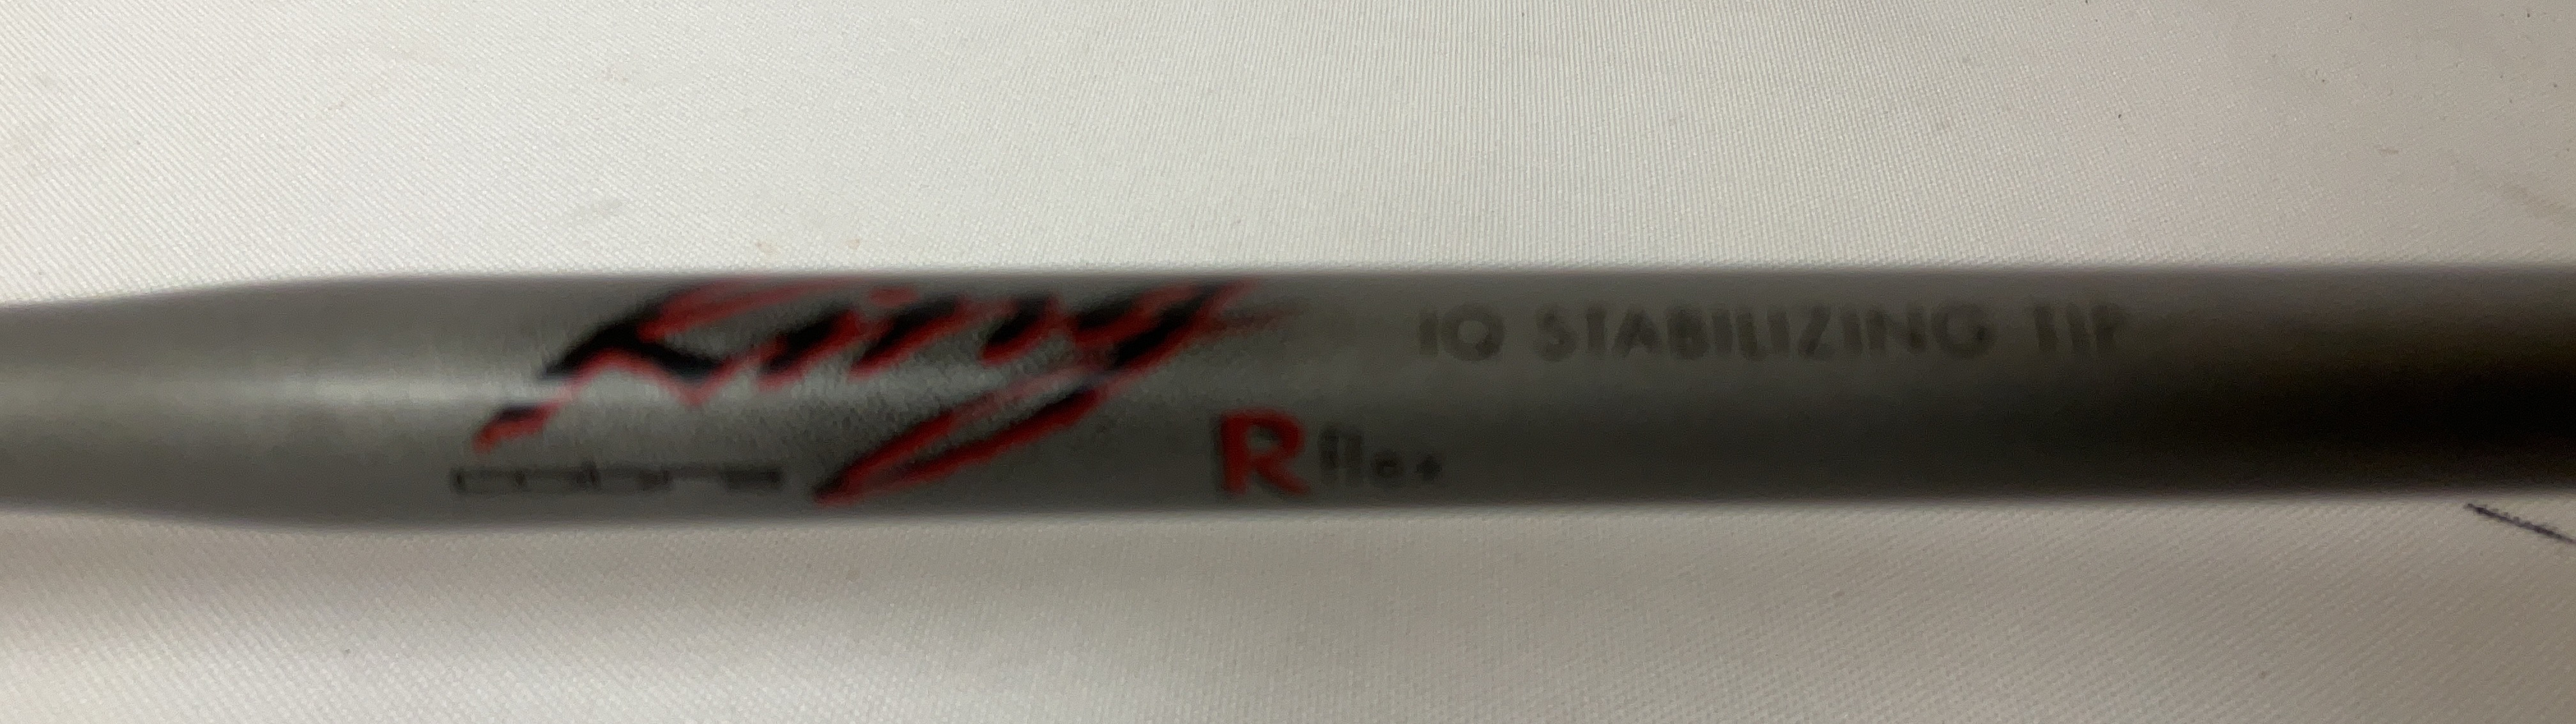 King
IQ STABILIZING TIP
cobra
R flex